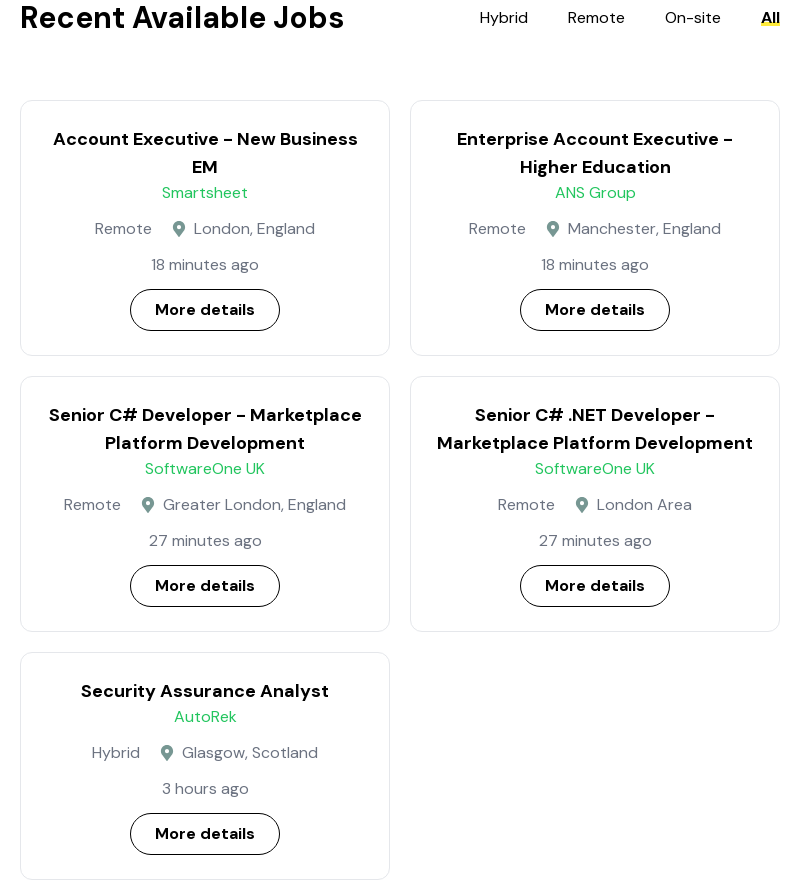 Recent Available Jobs
Hybrid Remote On-site All
Account Executive - New Business
EM
Smartsheet
Remote London, England
18 minutes ago
More details
Enterprise Account Executive -
Higher Education
ANS Group
Remote Manchester, England
18 minutes ago
More details
Senior C# Developer - Marketplace
Platform Development
SoftwareOne UK
Remote Greater London, England
27 minutes ago
More details
Senior C# .NET Developer -
Marketplace Platform Development
SoftwareOne UK
Remote London Area
27 minutes ago
More details
Security Assurance Analyst
AutoRek
Hybrid Glasgow, Scotland
3 hours ago
More details